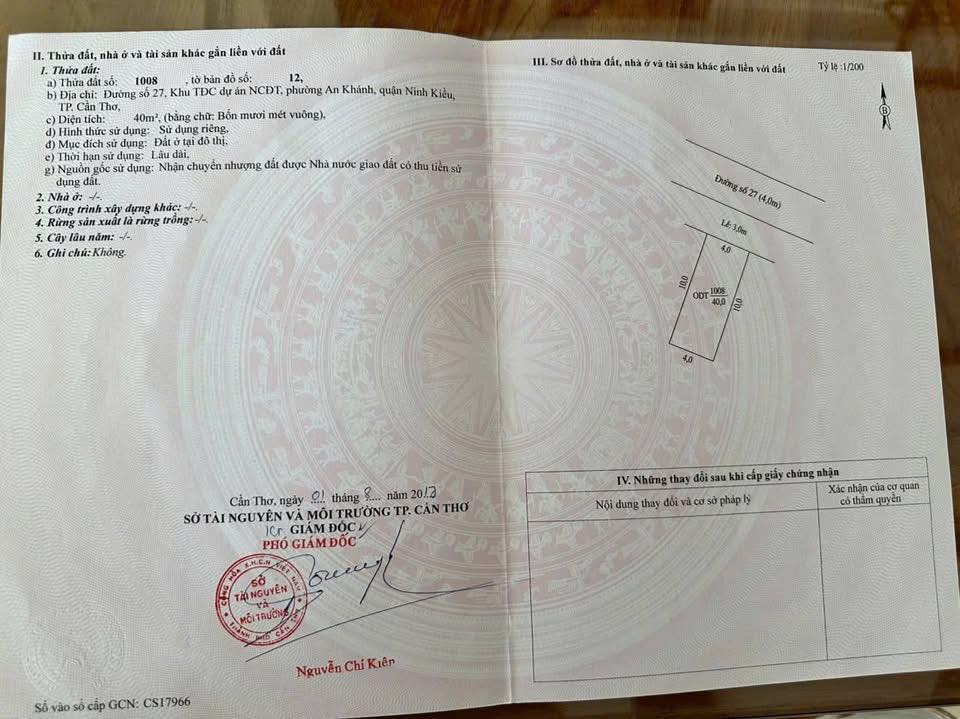 II. Thửa đất, nhà ở và tài sản khác gắn liền với đất
1. Thửa đất:
a) Thửa đất số: 1008 , tờ bản đồ số: 12,
b) Địa chỉ: Đường số 27, Khu TĐC dự án NCĐT, phường An Khánh, quận Ninh Kiều,
TP. Cần Thơ,
c) Diện tích: 40m², (bằng chữ: Bốn mươi mét vuông),
d) Hình thức sử dụng: Sử dụng riêng,
đ) Mục đích sử dụng: Đất ở tại đô thị,
e) Thời hạn sử dụng: Lâu dài,
g) Nguồn gốc sử dụng: Nhận chuyển nhượng đất được Nhà nước giao đất có thu tiền sử
dụng đất.
2. Nhà ở: -/-.
3. Công trình xây dựng khác: -/-.
4. Rừng sản xuất là rừng trồng:-/-.
5. Cây lâu năm: -/-.
6. Ghi chú: Không.
Cần Thơ, ngày 01 tháng 8 năm 201
SỞ TÀI NGUYÊN VÀ MÔI TRƯỜNG TP. CẦN THƠ
GIÁM ĐỐC
PHÓ GIÁM ĐỐC
CỘNG HÒA X.H.C.N VIỆT NAM
SỞ
TÀI NGUYÊN
VÀ
MÔI TRƯỜNG
THÀNH PHỐ CẦN THƠ
Nguyễn Chí Kiên
Số vào sổ cấp GCN: CS17966
III. Sơ đồ thửa đất, nhà ở và tài sản khác gắn liền với đất
Tỷ lệ :1/200
B
Đường số 27 (4,0m)
Lề: 3,0m
4,0
10,0
ODT 1008
40,0
10,0
4,0
IV. Những thay đổi sau khi cấp giấy chứng nhận
Nội dung thay đổi và cơ sở pháp lý
Xác nhận của cơ quan
có thẩm quyền